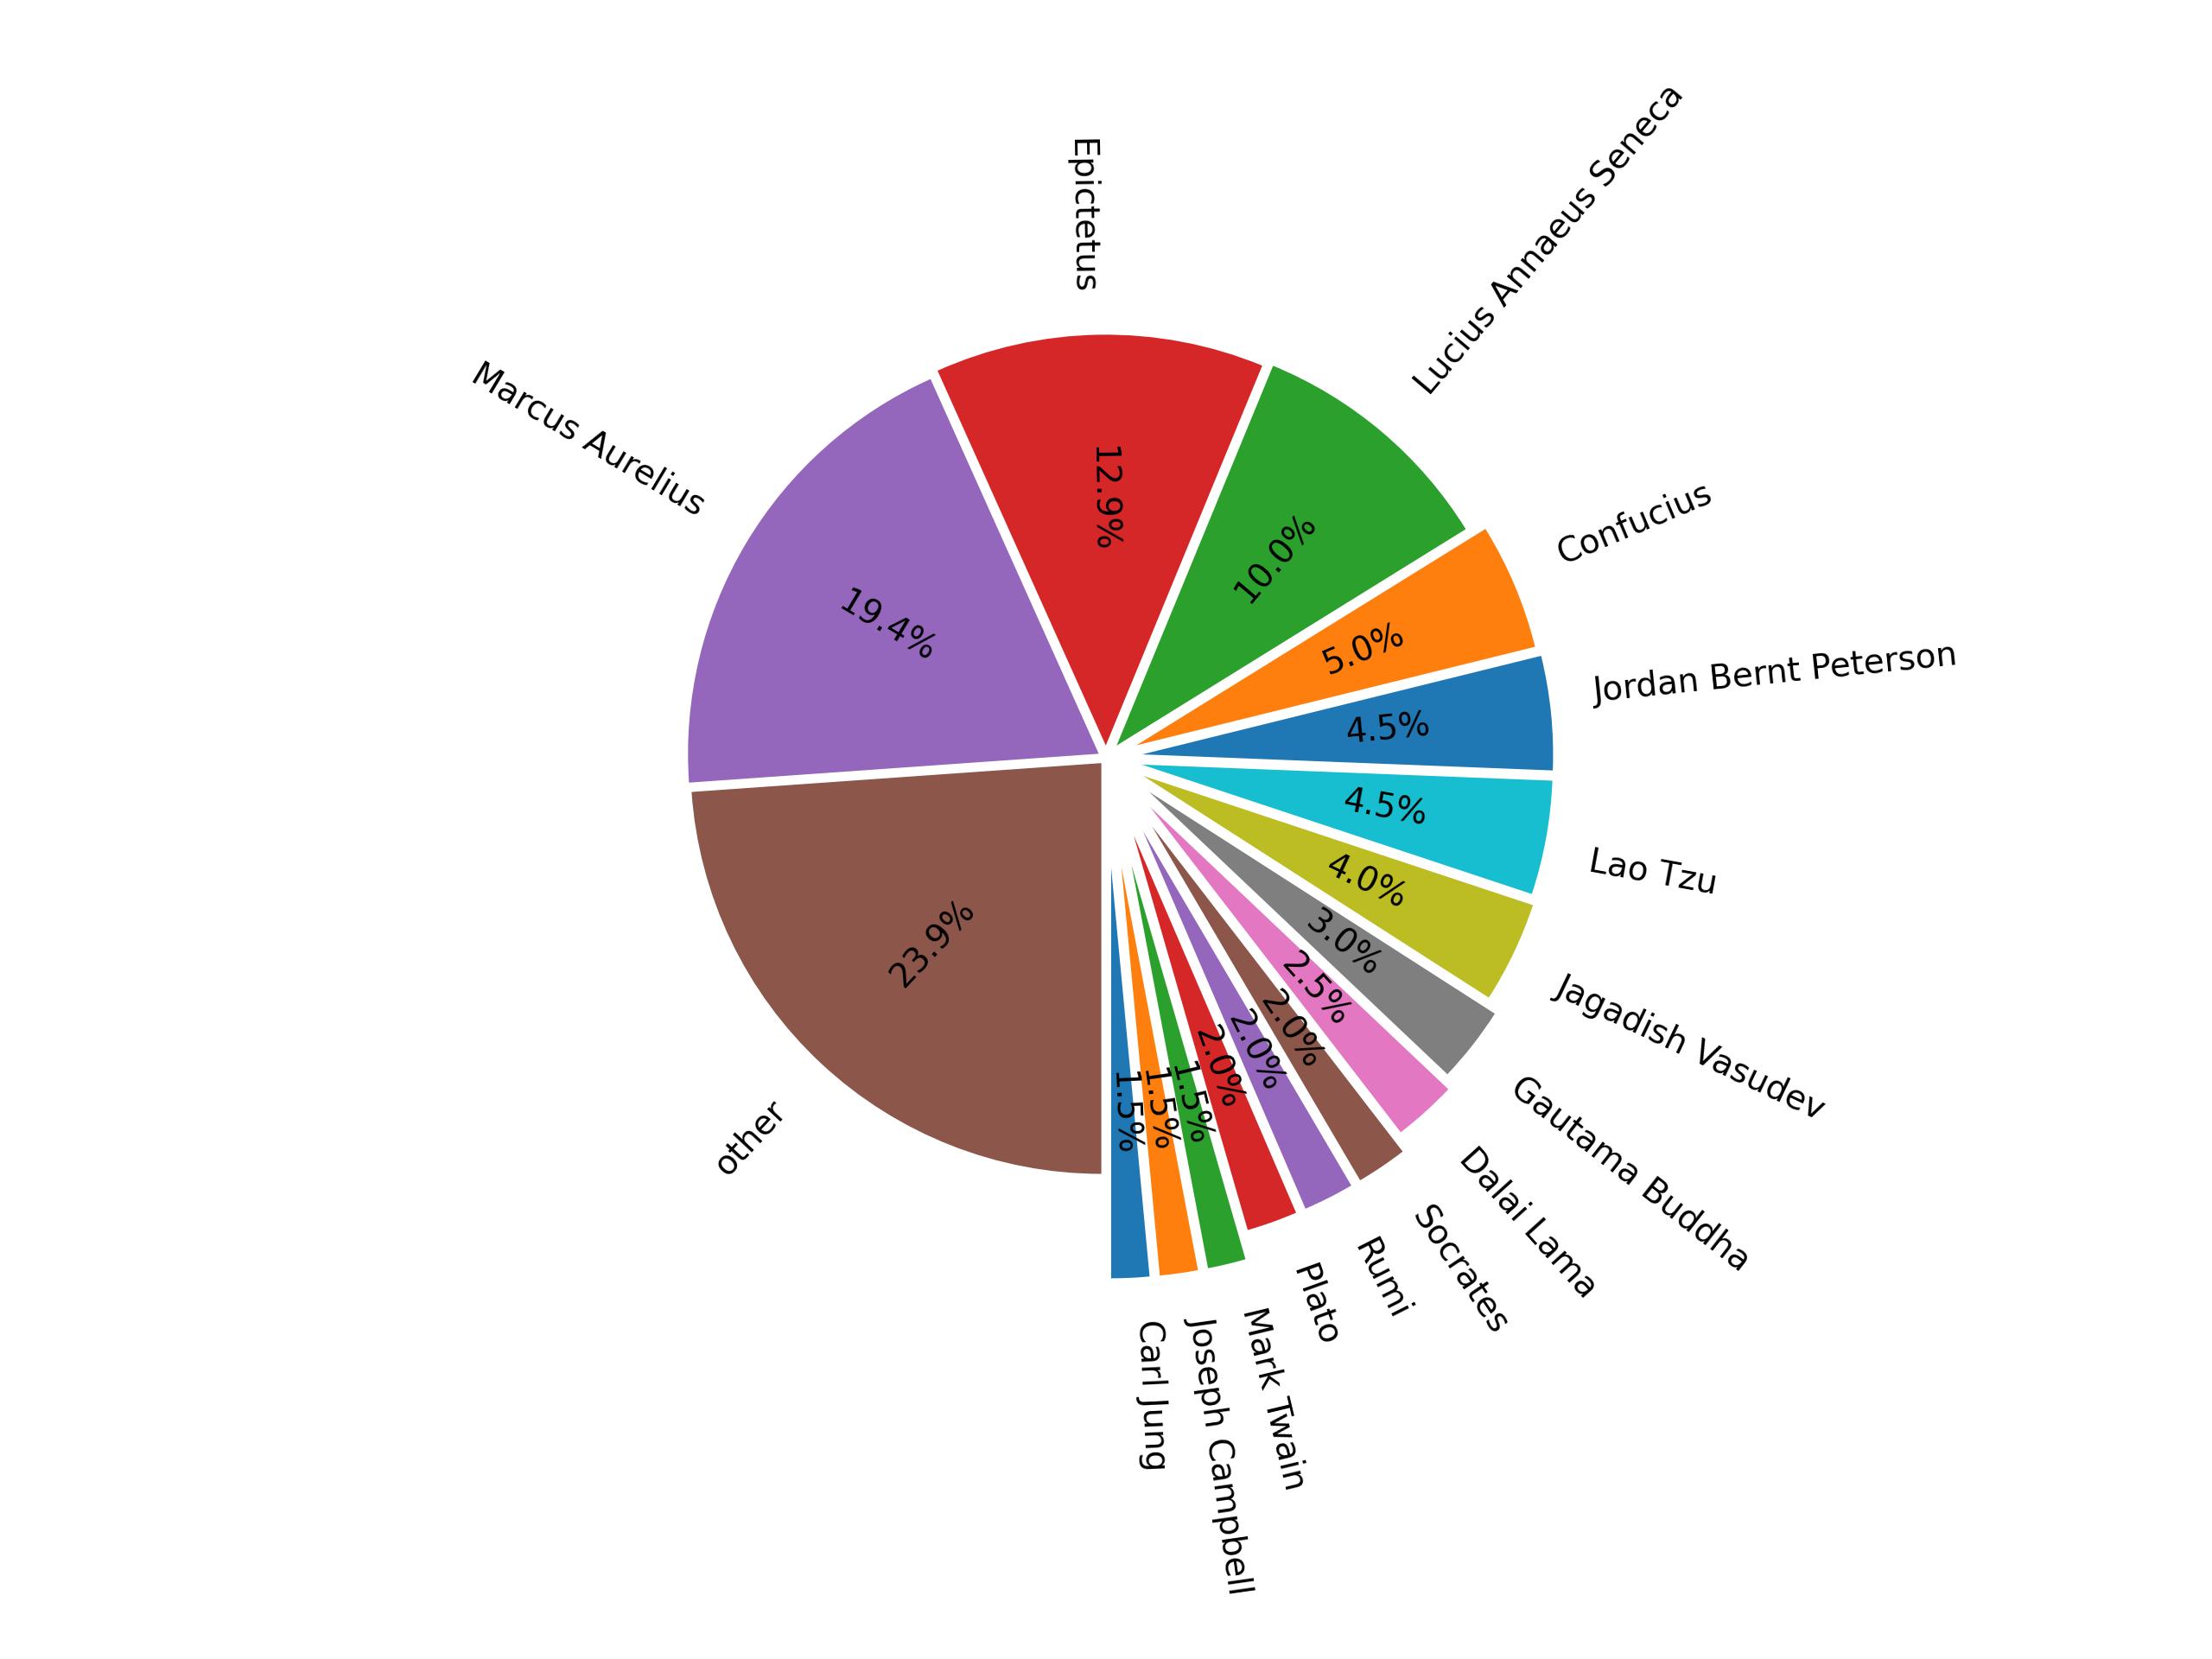 Epictetus
12.9%
Lucius Annaeus Seneca
10.0%
Confucius
5.0%
Jordan Bernt Peterson
4.5%
Lao Tzu
4.5%
Jagadish Vasudev
4.0%
Gautama Buddha
3.0%
Dalai Lama
2.5%
Socrates
2.0%
Rumi
2.0%
Plato
2.0%
Mark Twain
1.5%
Joseph Campbell
1.5%
Carl Jung
1.5%
other
23.9%
Marcus Aurelius
19.4%